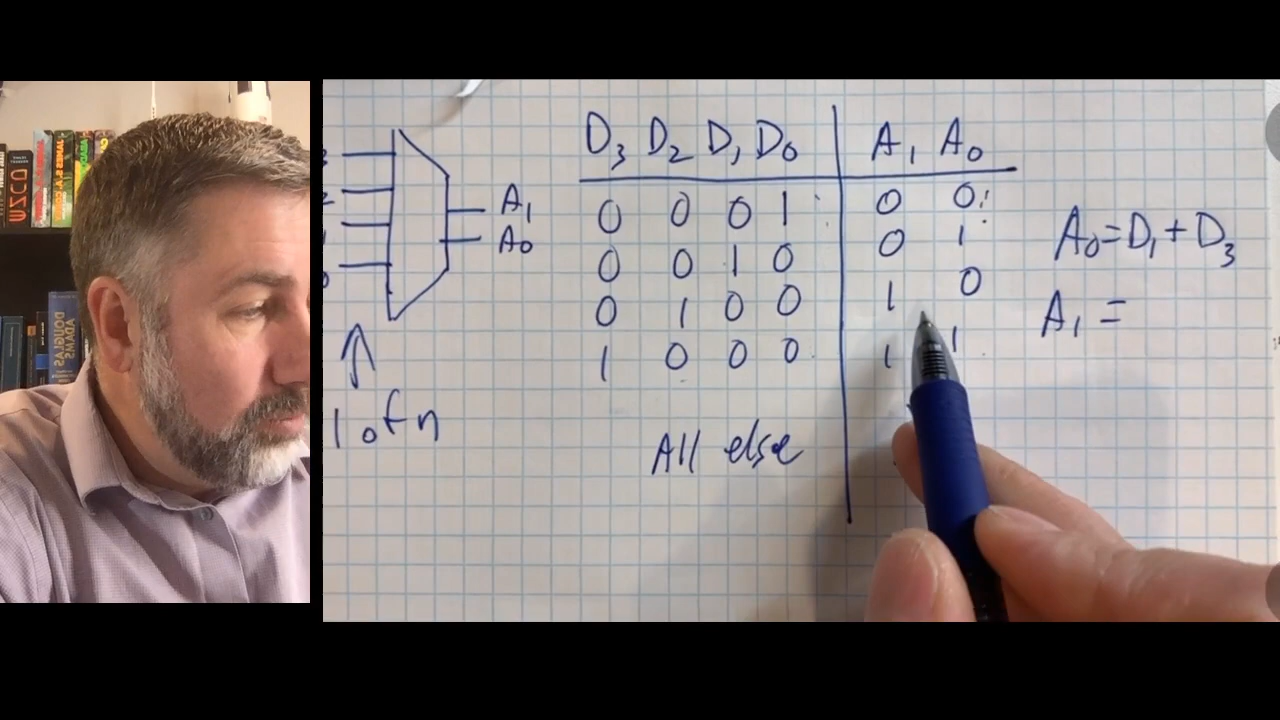 D3 D2 D1 D0 A1 A0
0 0 0 1 0 0
0 0 1 0 0 1
0 1 0 0 1 0
1 0 0 0 1 1
All else
A0=D1+D3
A1=
A1
A0
1 of n
DOUGLAS
ADAMS